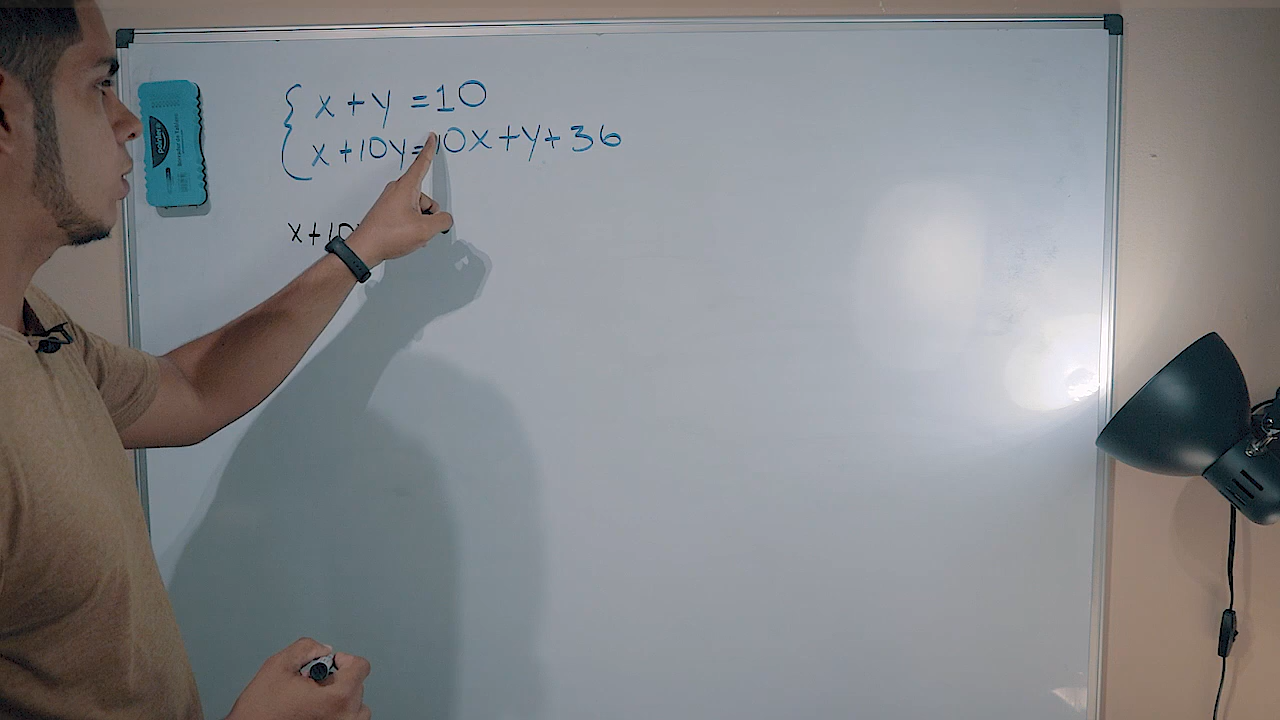 x + y = 10
x + 10y = 10x + y + 36
x + 10